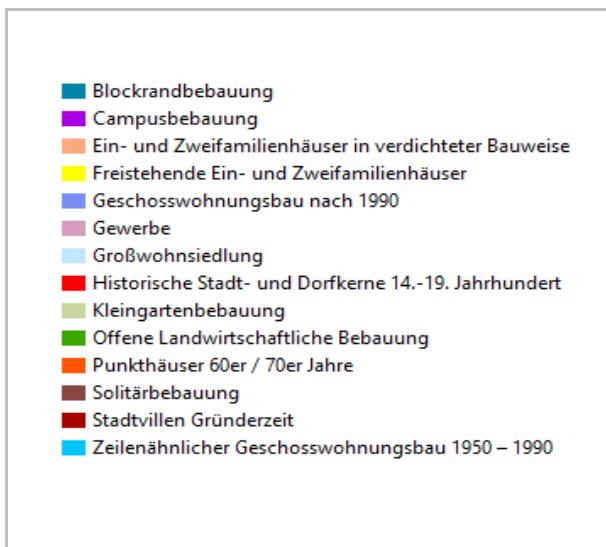 Blockrandbebauung
Campusbebauung
Ein- und Zweifamilienhäuser in verdichteter Bauweise
Freistehende Ein- und Zweifamilienhäuser
Geschosswohnungsbau nach 1990
Gewerbe
Großwohnsiedlung
Historische Stadt- und Dorfkerne 14.-19. Jahrhundert
Kleingartenbebauung
Offene Landwirtschaftliche Bebauung
Punkthäuser 60er / 70er Jahre
Solitärbebauung
Stadtvillen Gründerzeit
Zeilenähnlicher Geschosswohnungsbau 1950 – 1990